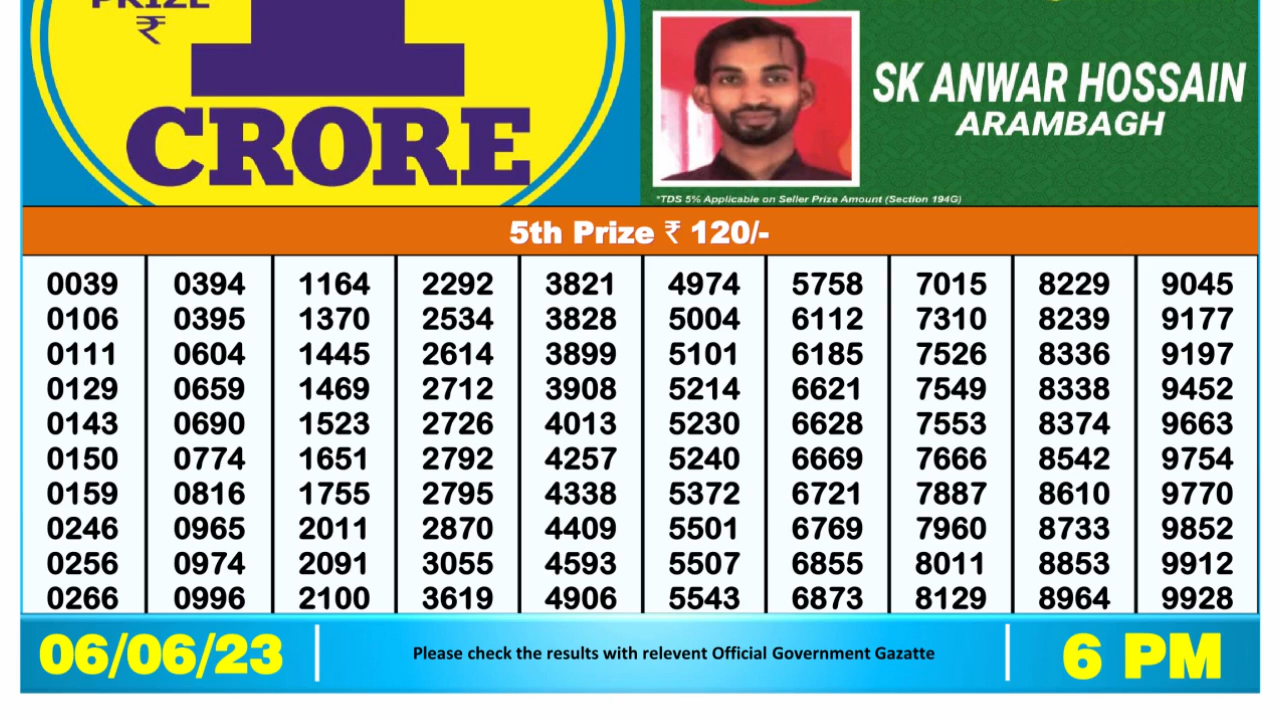 PRIZE
₹
1
CRORE
SK ANWAR HOSSAIN
ARAMBAGH
*TDS 5% Applicable on Seller Prize Amount (Section 194G)
5th Prize ₹ 120/-
0039 0394 1164 2292 3821 4974 5758 7015 8229 9045
0106 0395 1370 2534 3828 5004 6112 7310 8239 9177
0111 0604 1445 2614 3899 5101 6185 7526 8336 9197
0129 0659 1469 2712 3908 5214 6621 7549 8338 9452
0143 0690 1523 2726 4013 5230 6628 7553 8374 9663
0150 0774 1651 2792 4257 5240 6669 7666 8542 9754
0159 0816 1755 2795 4338 5372 6721 7887 8610 9770
0246 0965 2011 2870 4409 5501 6769 7960 8733 9852
0256 0974 2091 3055 4593 5507 6855 8011 8853 9912
0266 0996 2100 3619 4906 5543 6873 8129 8964 9928
06/06/23 Please check the results with relevent Official Government Gazatte 6 PM